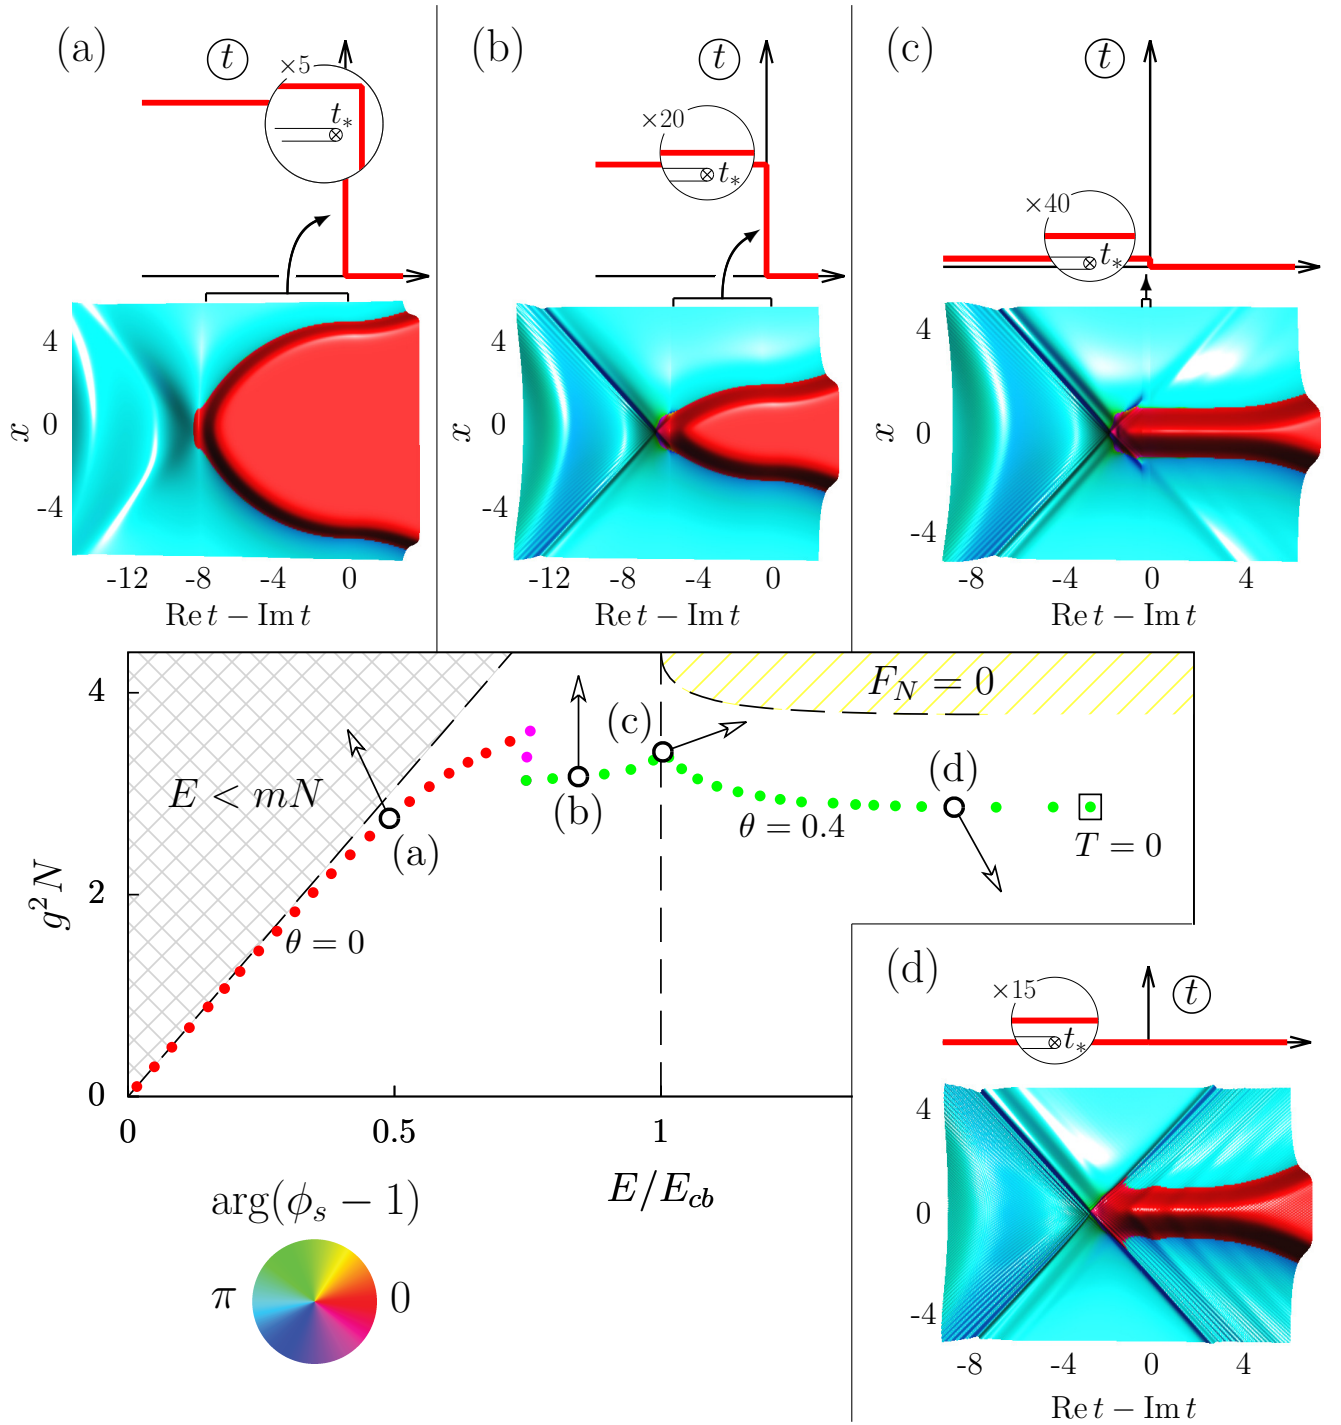 (a)
t
×5
t*
(b)
t
×20
t*
(c)
t
×40
t*
4
0
-4
x
-12
-8
-4
0
Re t − Im t
4
0
-4
x
-12
-8
-4
0
Re t − Im t
4
0
-4
x
-8
-4
0
4
Re t − Im t
4
2
0
g² N
E < mN
F_N = 0
(a)
(b)
(c)
(d)
θ = 0
θ = 0.4
T = 0
0
0.5
1
E/E_cb
arg(ϕ_s − 1)
π
0
(d)
×15
t*
t
4
0
-4
-8
-4
0
4
Re t − Im t